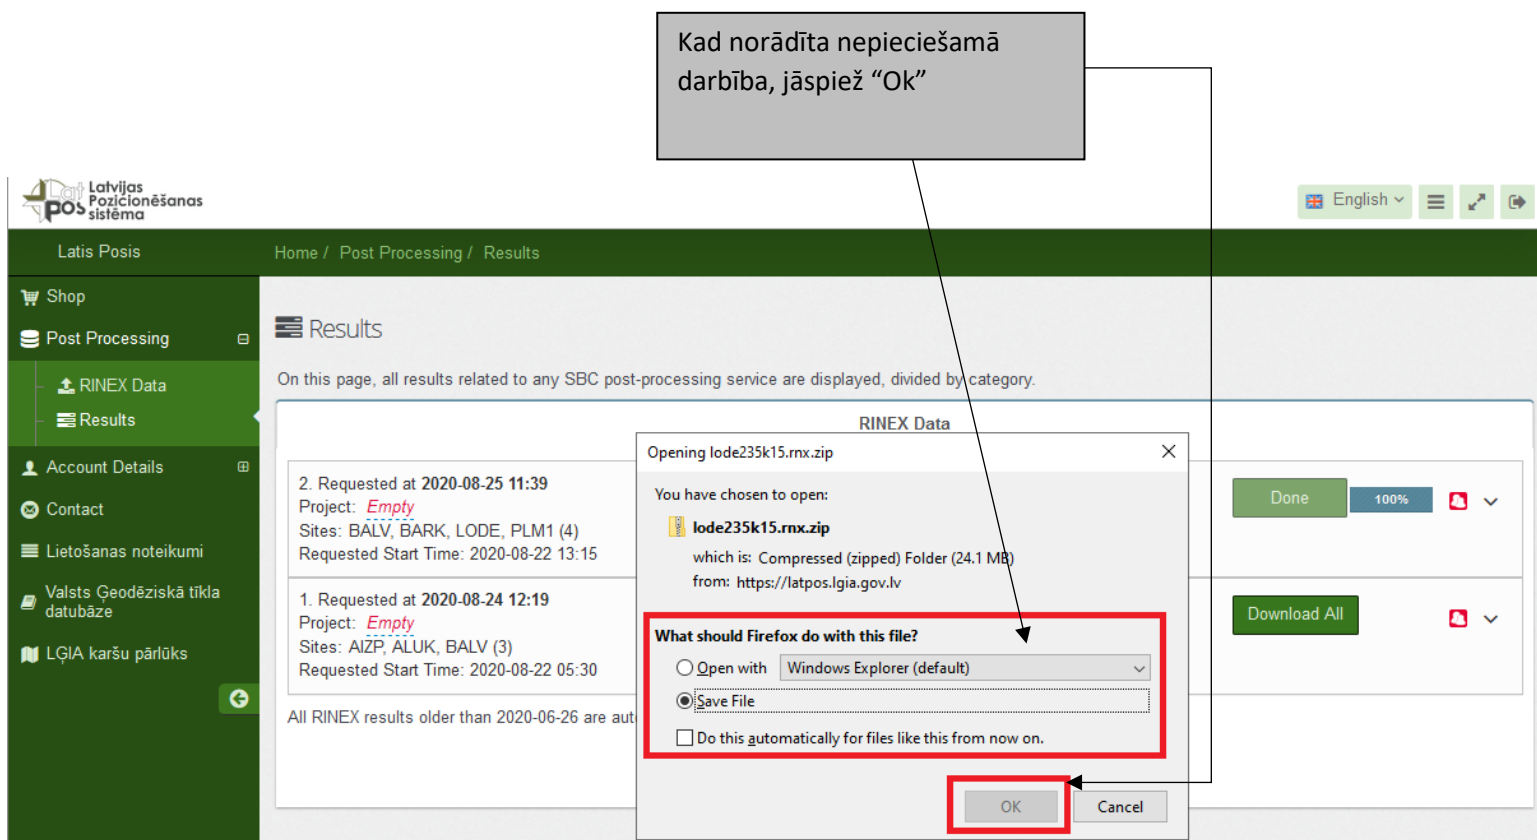 Kad norādīta nepieciešamā
darbība, jāspiež “Ok”
Lat Latvijas
Pozicionēšanas
pos sistēma
English
Latis Posis
Home / Post Processing / Results
Shop
Post Processing
RINEX Data
Results
Account Details
Contact
Lietošanas noteikumi
Valsts Ģeodēziskā tīkla
datubāze
LĢIA karšu pārlūks
Results
On this page, all results related to any SBC post-processing service are displayed, divided by category.
RINEX Data
2. Requested at 2020-08-25 11:39
Project: Empty
Sites: BALV, BARK, LODE, PLM1 (4)
Requested Start Time: 2020-08-22 13:15
Done 100%
1. Requested at 2020-08-24 12:19
Project: Empty
Sites: AIZP, ALUK, BALV (3)
Requested Start Time: 2020-08-22 05:30
Download All
All RINEX results older than 2020-06-26 are aut
Opening lode235k15.rnx.zip
You have chosen to open:
lode235k15.rnx.zip
which is: Compressed (zipped) Folder (24.1 MB)
from: https://latpos.lgia.gov.lv
What should Firefox do with this file?
Open with Windows Explorer (default)
Save File
Do this automatically for files like this from now on.
OK Cancel